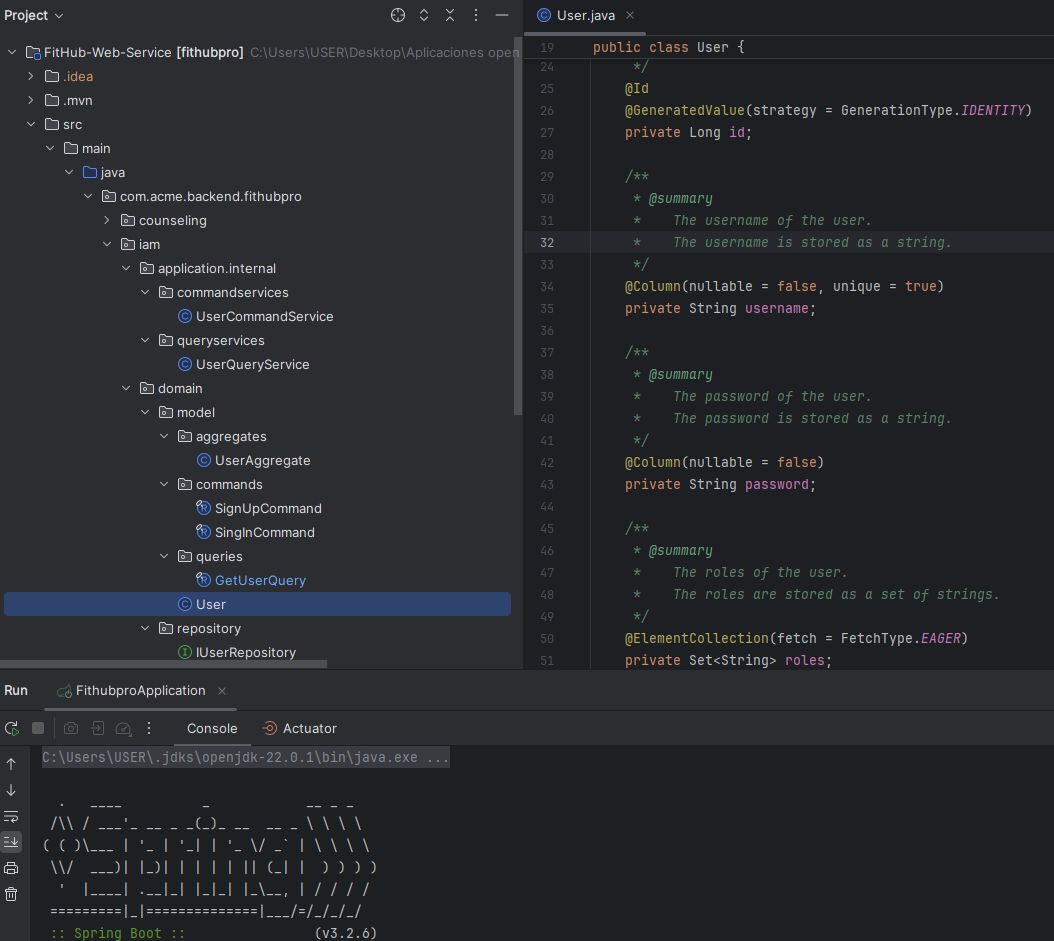 Project
FitHub-Web-Service [fithubpro] C:\Users\USER\Desktop\Aplicaciones open
.idea
.mvn
src
main
java
com.acme.backend.fithubpro
counseling
iam
application.internal
commandservices
UserCommandService
queryservices
UserQueryService
domain
model
aggregates
UserAggregate
commands
SignUpCommand
SingInCommand
queries
GetUserQuery
User
repository
IUserRepository
User.java
19 public class User {
24 */
25 @Id
26 @GeneratedValue(strategy = GenerationType.IDENTITY)
27 private Long id;
28
29 /**
30 * @summary
31 * The username of the user.
32 * The username is stored as a string.
33 */
34 @Column(nullable = false, unique = true)
35 private String username;
36
37 /**
38 * @summary
39 * The password of the user.
40 * The password is stored as a string.
41 */
42 @Column(nullable = false)
43 private String password;
44
45 /**
46 * @summary
47 * The roles of the user.
48 * The roles are stored as a set of strings.
49 */
50 @ElementCollection(fetch = FetchType.EAGER)
51 private Set<String> roles;
Run FithubproApplication
Console Actuator
C:\Users\USER\.jdks\openjdk-22.0.1\bin\java.exe ...
  .   ____          _            __ _ _
 /\\ / ___'_ __ _ _(_)_ __  __ _ \ \ \ \
( ( )\___ | '_ | '_| | '_ \/ _` | \ \ \ \
 \\/  ___)| |_)| | | | | || (_| |  ) ) ) )
  '  |____| .__|_| |_|_| |_\__, | / / / /
 =========|_|==============|___/=/_/_/_/
 :: Spring Boot ::                (v3.2.6)